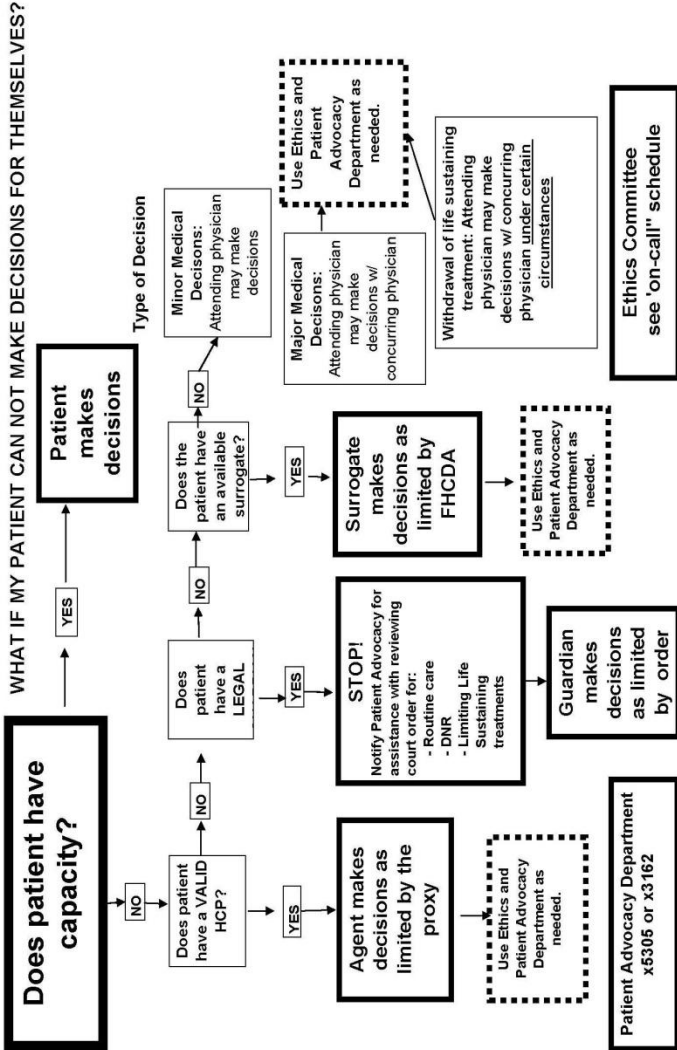 WHAT IF MY PATIENT CAN NOT MAKE DECISIONS FOR THEMSELVES?
Does patient have
capacity?
YES
Patient
makes
decisions
NO
Does patient
have a VALID
HCP?
NO
Does
patient
have a
LEGAL
NO
Does the
patient have
an available
surrogate?
NO
Type of Decision
Minor Medical
Decisons:
Attending physician
may make
decisions
Major Medical
Decisons:
Attending physician
may make
decisions w/
concurring physician
Use Ethics and
Patient
Advocacy
Department as
needed.
Withdrawal of life sustaining
treatment: Attending
physician may make
decisions w/ concurring
physician under certain
circumstances
YES
Agent makes
decisions as
limited by the
proxy
Use Ethics and
Patient Advocacy
Department as
needed.
YES
STOP!
Notify Patient Advocacy for
assistance with reviewing
court order for:
- Routine care
- DNR
- Limiting Life
Sustaining
treatments
Guardian
makes
decisions
as limited
by order
YES
Surrogate
makes
decisions as
limited by
FHCDA
Use Ethics and
Patient Advocacy
Department as
needed.
Patient Advocacy Department
x5305 or x3162
Ethics Committee
see 'on-call" schedule